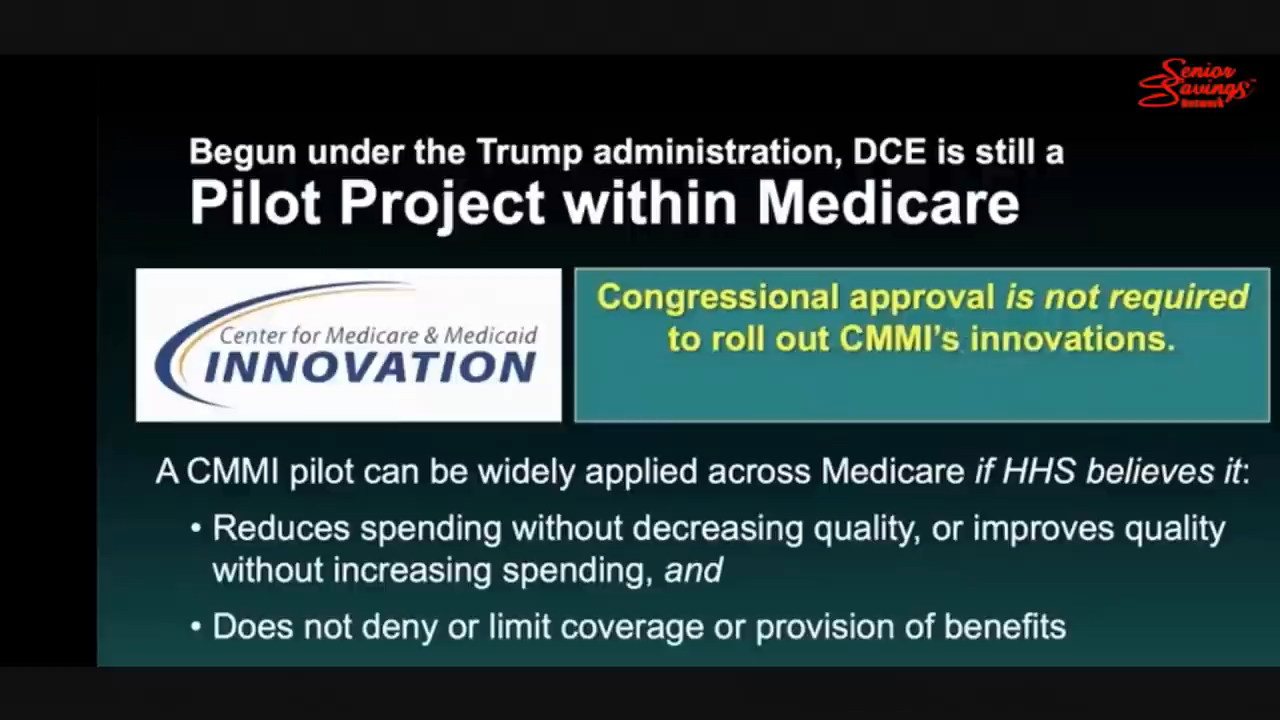 Senior
Savings
Network
Begun under the Trump administration, DCE is still a
Pilot Project within Medicare
Center for Medicare & Medicaid
INNOVATION
Congressional approval is not required
to roll out CMMI's innovations.
A CMMI pilot can be widely applied across Medicare if HHS believes it:
• Reduces spending without decreasing quality, or improves quality
without increasing spending, and
• Does not deny or limit coverage or provision of benefits